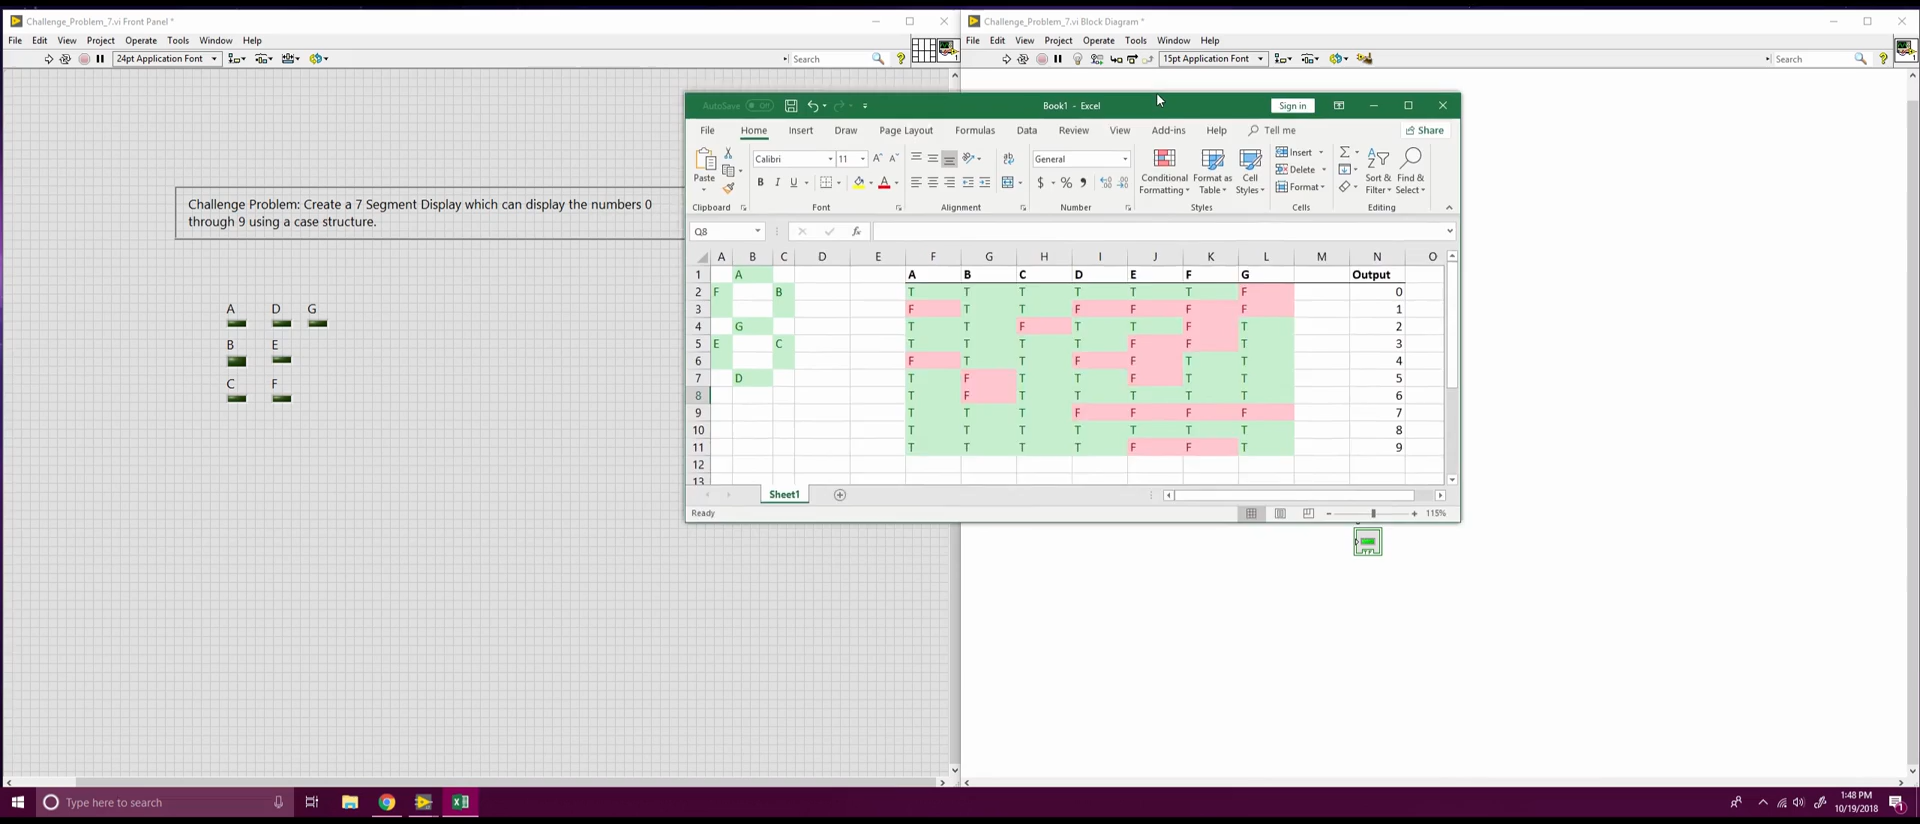 Challenge_Problem_7.vi Front Panel *
File Edit View Project Operate Tools Window Help
24pt Application Font
Search
Challenge Problem: Create a 7 Segment Display which can display the numbers 0
through 9 using a case structure.
A D G
B E
C F
Challenge_Problem_7.vi Block Diagram *
File Edit View Project Operate Tools Window Help
15pt Application Font
Search
AutoSave Off
Book1 - Excel
Sign in
File Home Insert Draw Page Layout Formulas Data Review View Add-ins Help Tell me Share
Paste
Calibri 11
General
Conditional Formatting
Format as Table
Cell Styles
Insert
Delete
Format
Sort & Filter
Find & Select
Clipboard Font Alignment Number Styles Cells Editing
Q8
A B C D E F G H I J K L M N O
1 A A B C D E F G Output
2 F B T T T T T T F 0
3 F T T F F F F 1
4 G T T F T T F T 2
5 E C T T T T F F T 3
6 F T T F F T T 4
7 D T F T T F T T 5
8 T F T T T T T 6
9 T T T F F F F 7
10 T T T T T T T 8
11 T T T T F F T 9
12
13
Sheet1
Ready
115%
Type here to search
1:48 PM
10/19/2018
1